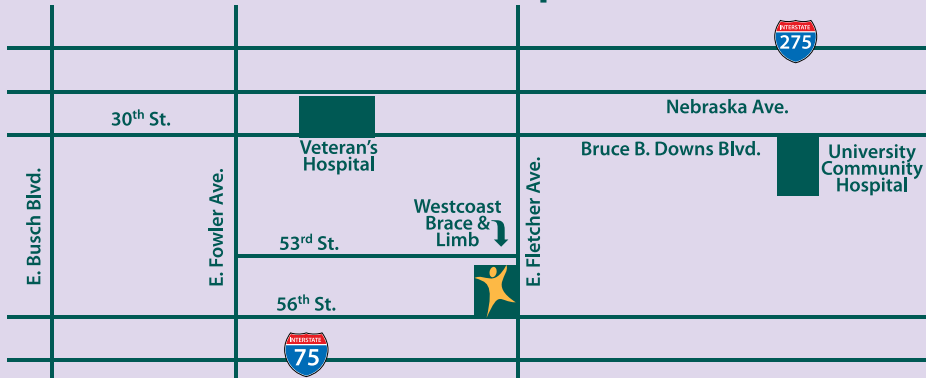 INTERSTATE
275
Nebraska Ave.
30th St.
Veteran's
Hospital
Bruce B. Downs Blvd.
University
Community
Hospital
E. Busch Blvd.
E. Fowler Ave.
E. Fletcher Ave.
Westcoast
Brace &
Limb
53rd St.
56th St.
INTERSTATE
75